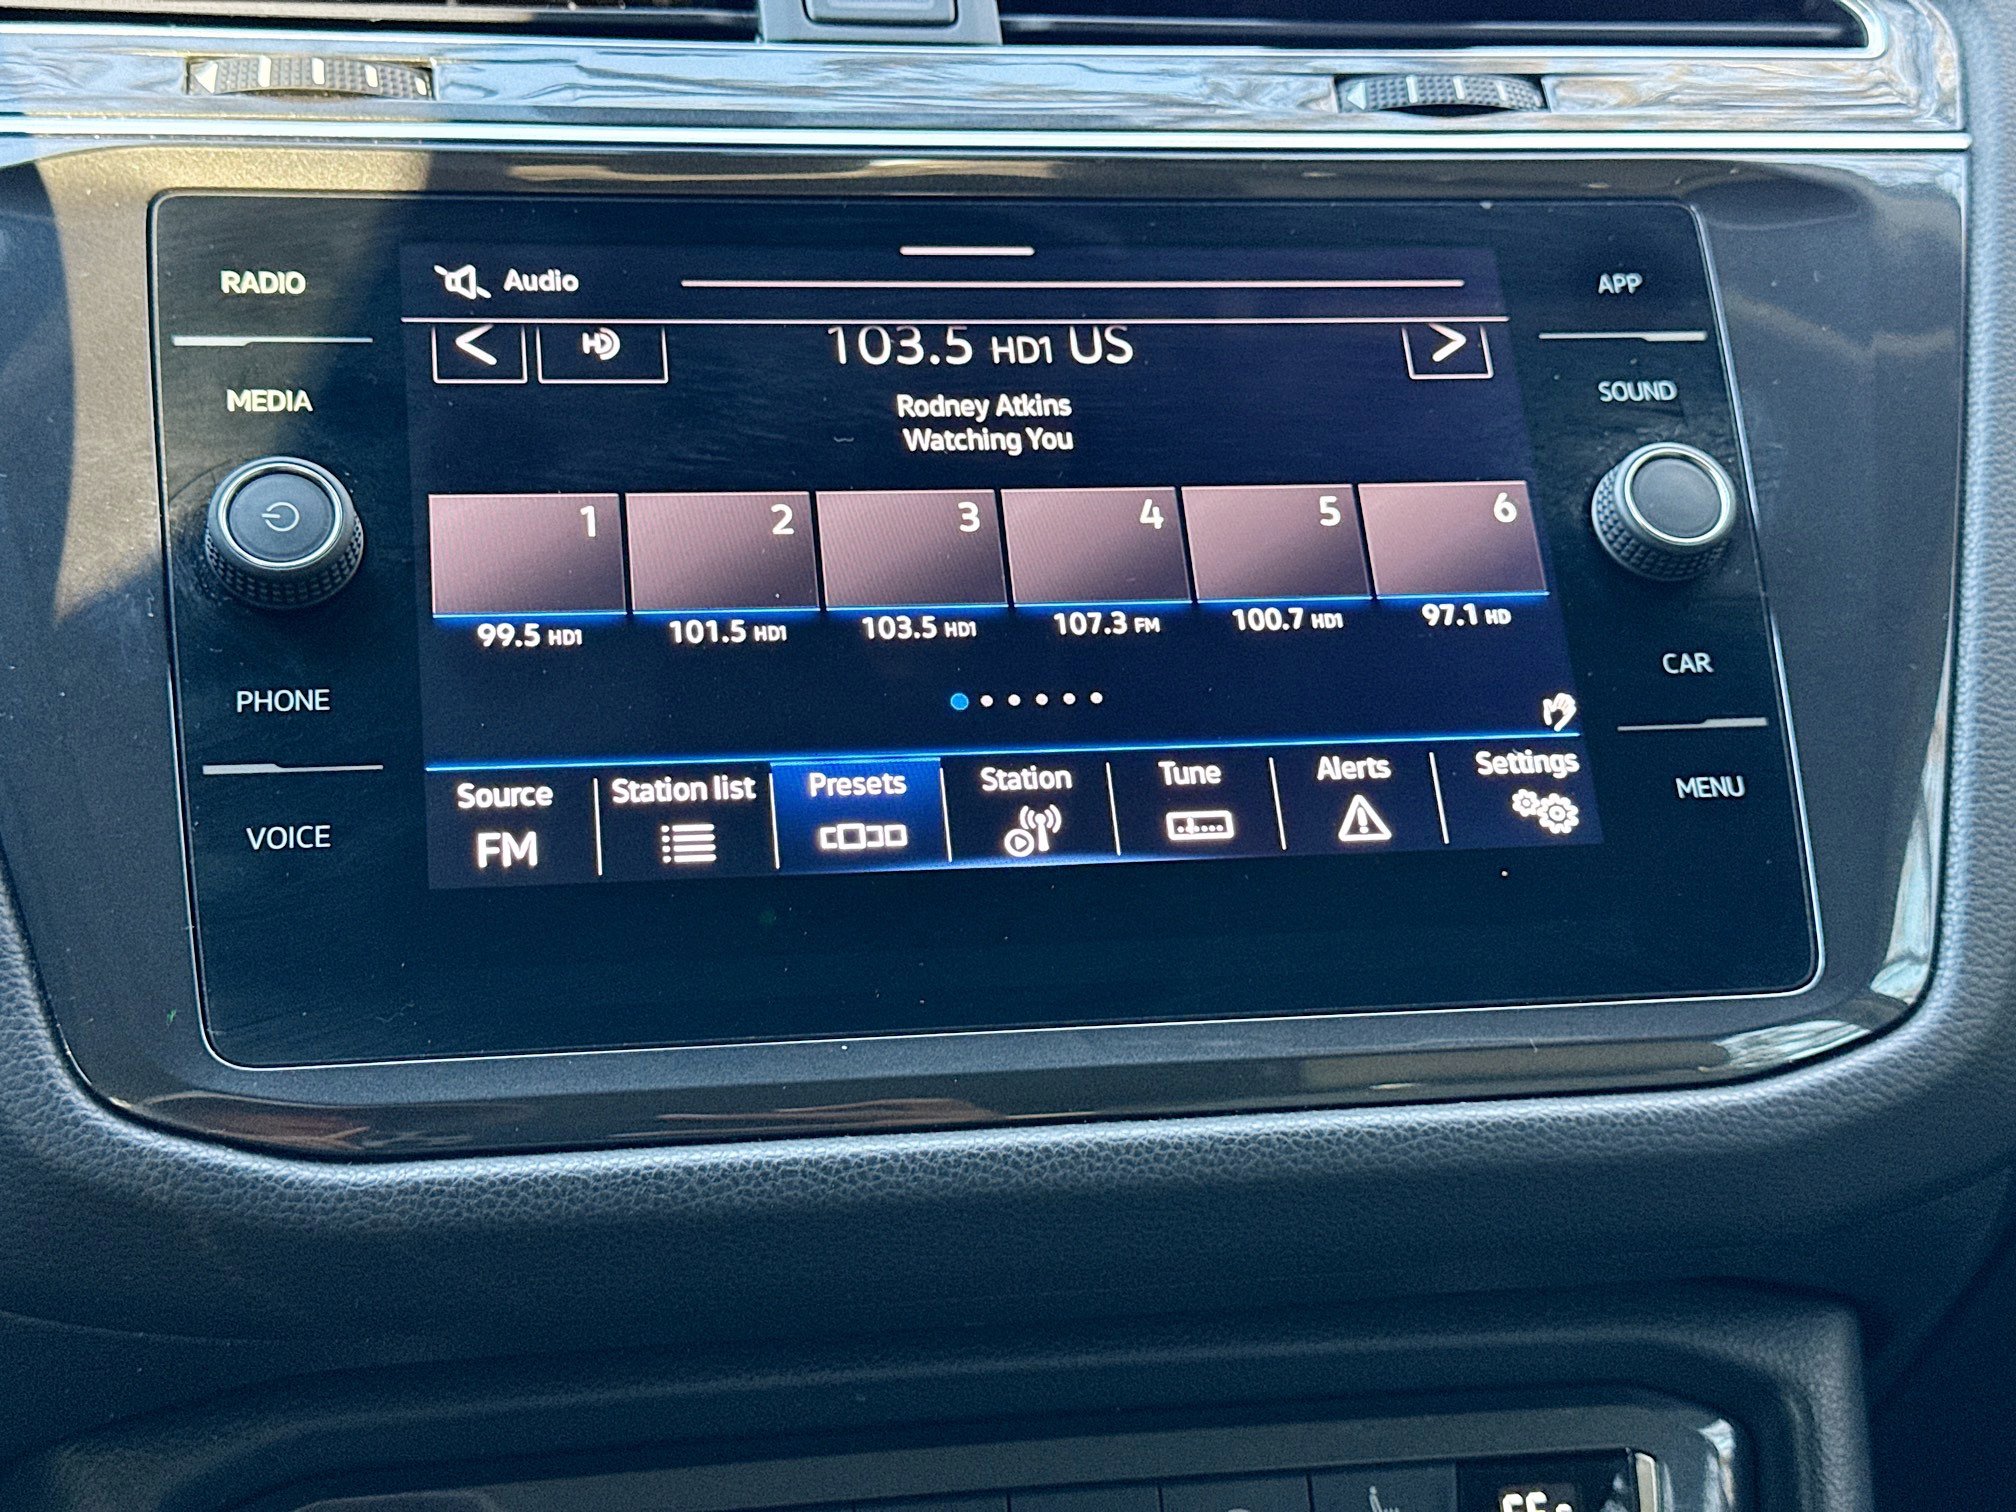 RADIO
MEDIA
PHONE
VOICE
Audio
< HD 103.5 HD1 US >
Rodney Atkins
Watching You
1 2 3 4 5 6
99.5 HD1 101.5 HD1 103.5 HD1 107.3 FM 100.7 HD1 97.1 HD
Source Station list Presets Station Tune Alerts Settings
FM
APP
SOUND
CAR
MENU